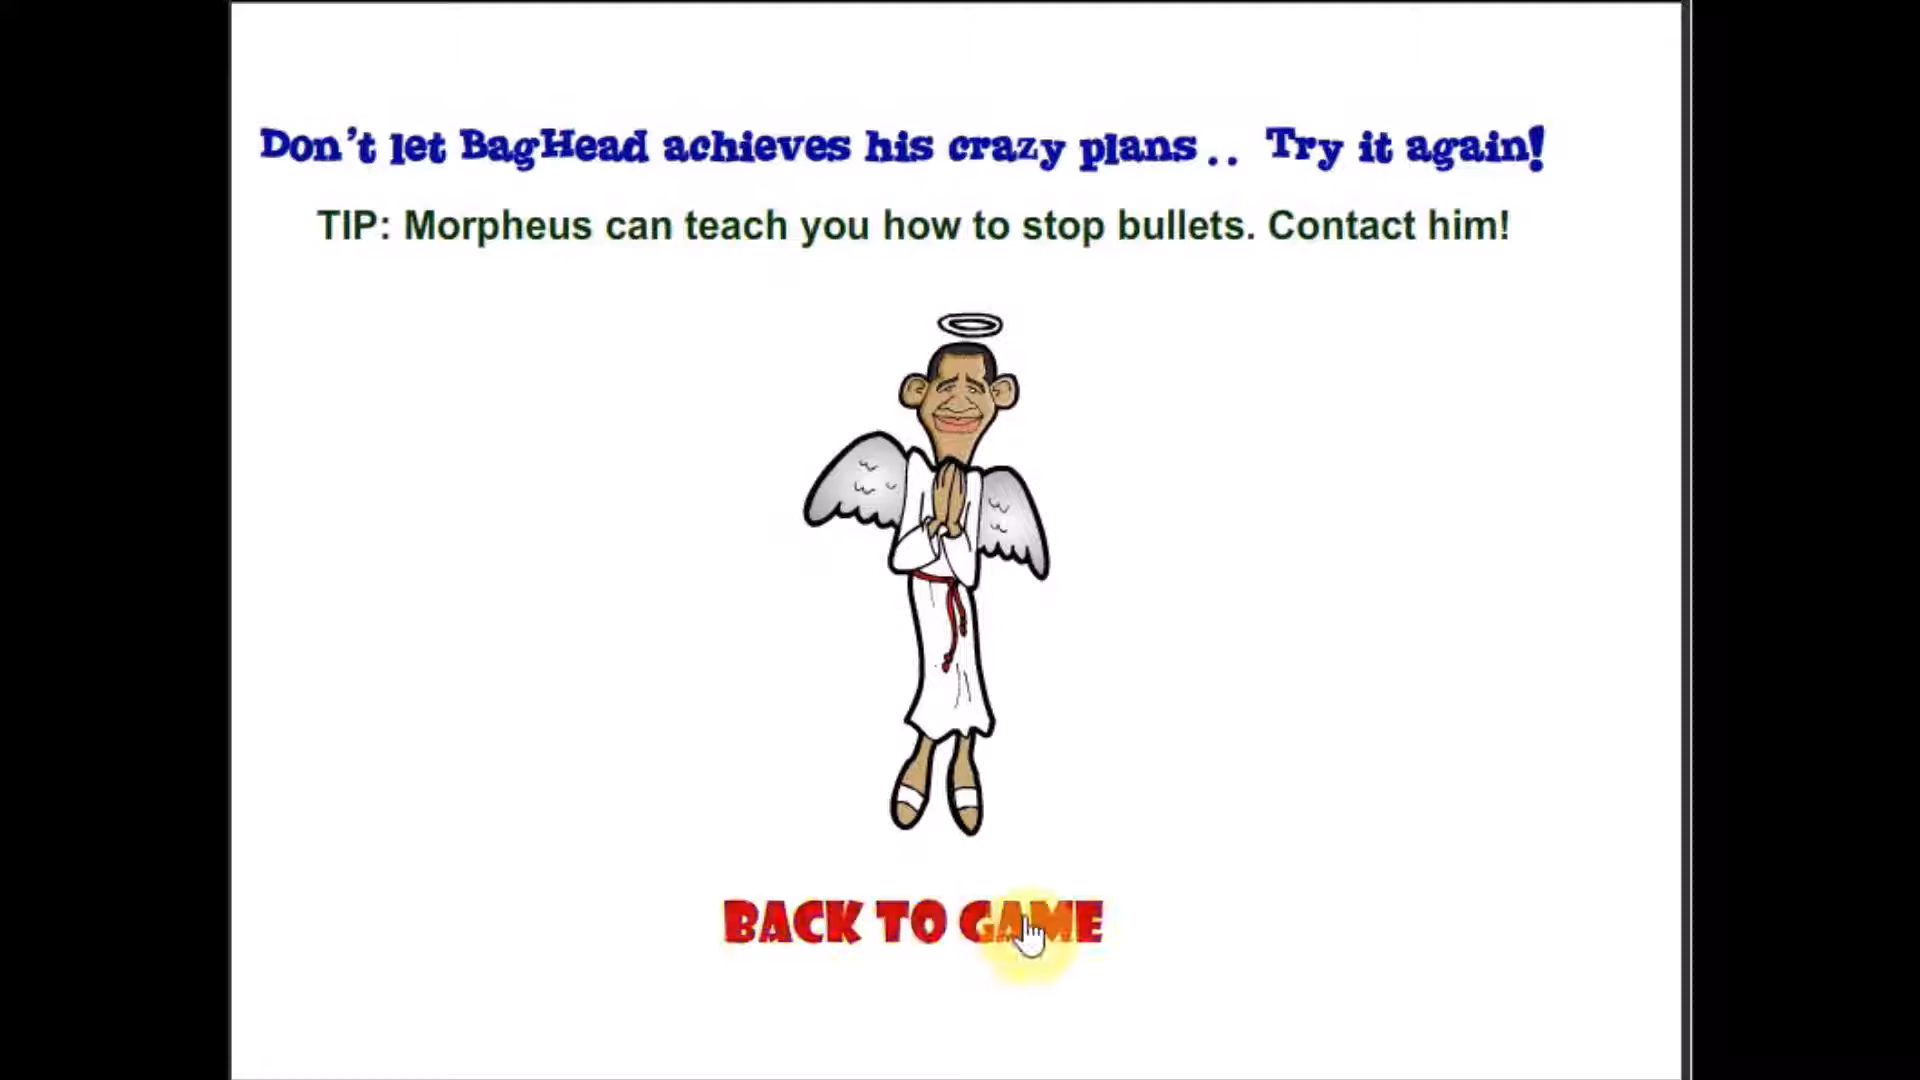 Don't let BagHead achieves his crazy plans.. Try it again!
TIP: Morpheus can teach you how to stop bullets. Contact him!
BACK TO GAME